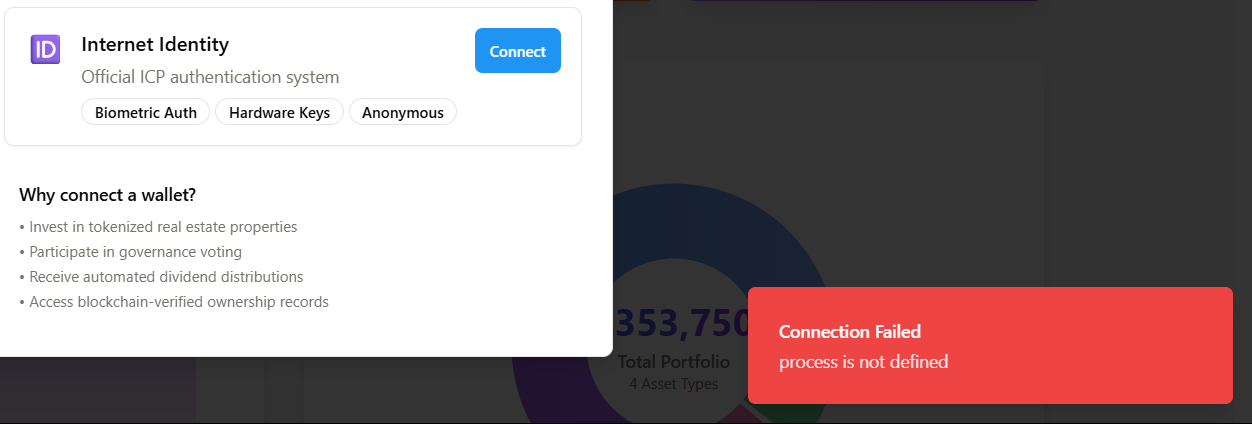 ID
Internet Identity
Connect
Official ICP authentication system
Biometric Auth
Hardware Keys
Anonymous
Why connect a wallet?
• Invest in tokenized real estate properties
• Participate in governance voting
• Receive automated dividend distributions
• Access blockchain-verified ownership records
353,750
Total Portfolio
4 Asset Types
Connection Failed
process is not defined